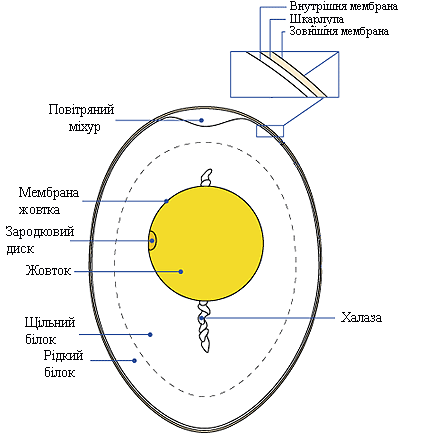 Внутрішня мембрана
Шкарлупа
Зовнішня мембрана
Повітряний
міхур
Мембрана
жовтка
Зародковий
диск
Жовток
Щільний
білок
Рідкий
білок
Халаза